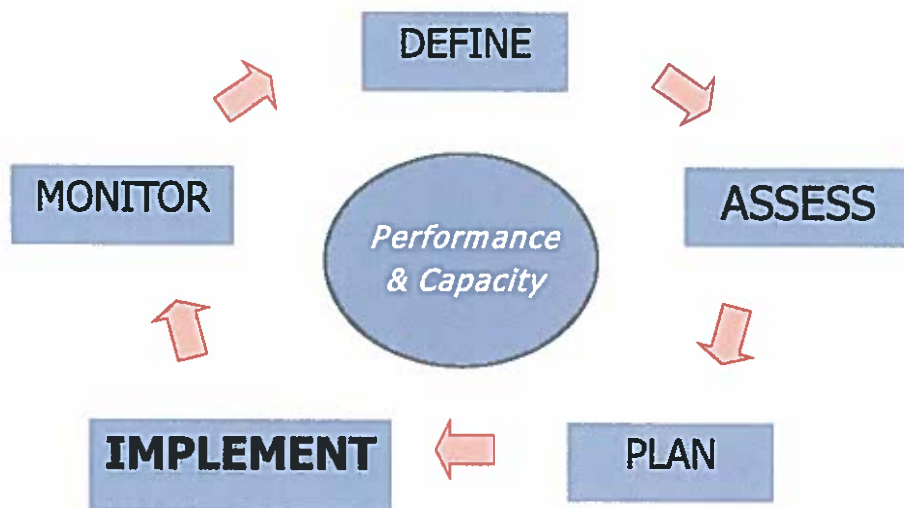 DEFINE
MONITOR
ASSESS
Performance
& Capacity
IMPLEMENT
PLAN